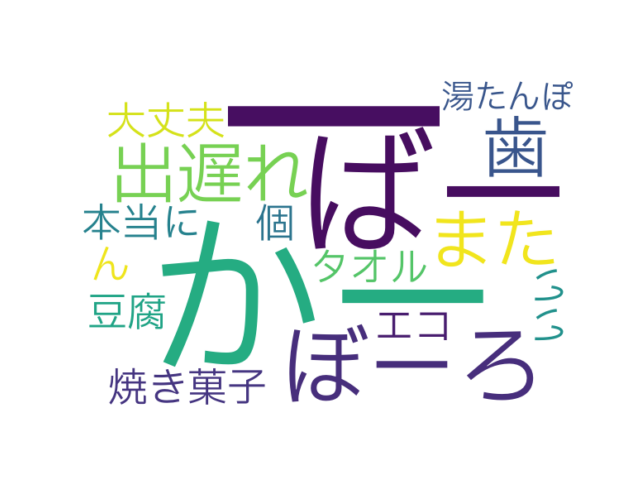 湯たんぽ
大丈夫
ー
歯
ばー
出遅れ
本当に
個
また
ん
タオル
かー
豆腐
エコ
ぼーろ
焼き菓子